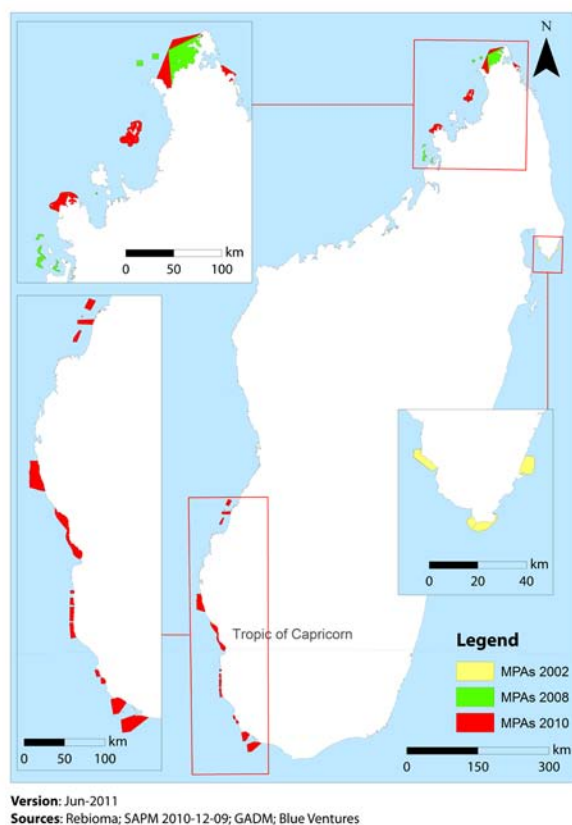 N
km
0 50 100
Tropic of Capricorn
km
0 50 100
km
0 20 40
Legend
MPAs 2002
MPAs 2008
MPAs 2010
km
0 150 300
Version: Jun-2011
Sources: Rebioma; SAPM 2010-12-09; GADM; Blue Ventures